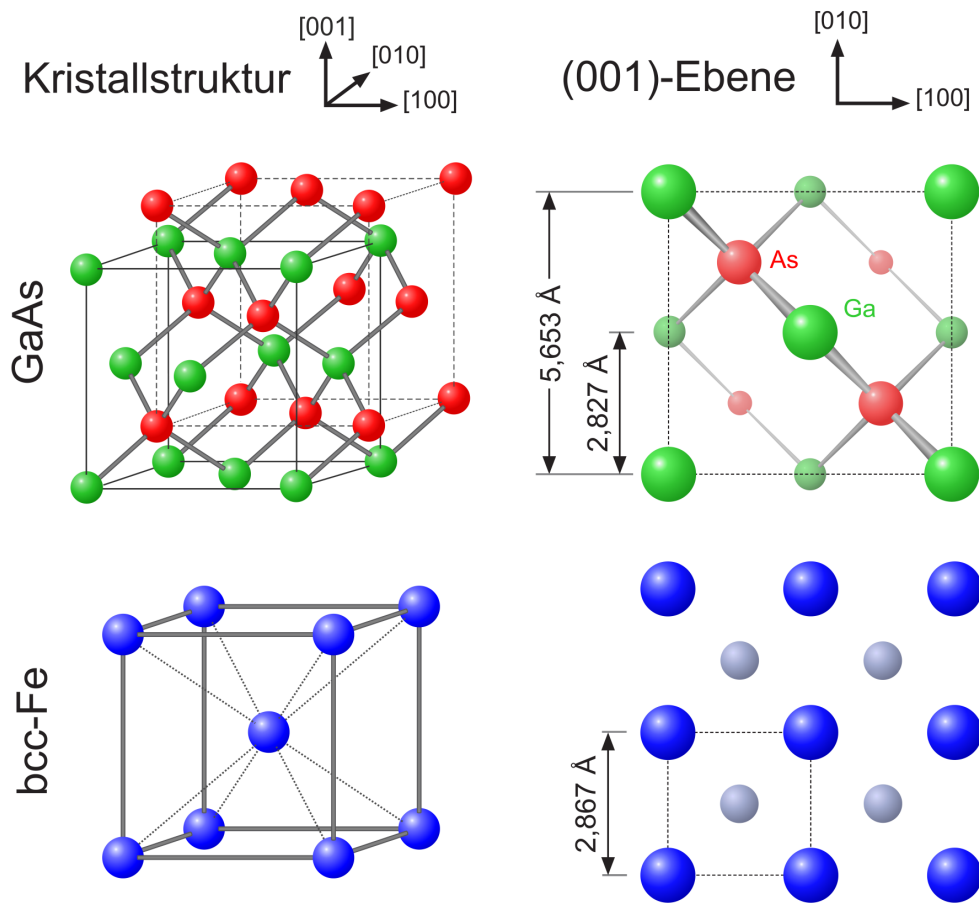 [001]
[010]
[100]
Kristallstruktur
(001)-Ebene
[010]
[100]
GaAs
5,653 Å
2,827 Å
As
Ga
bcc-Fe
2,867 Å